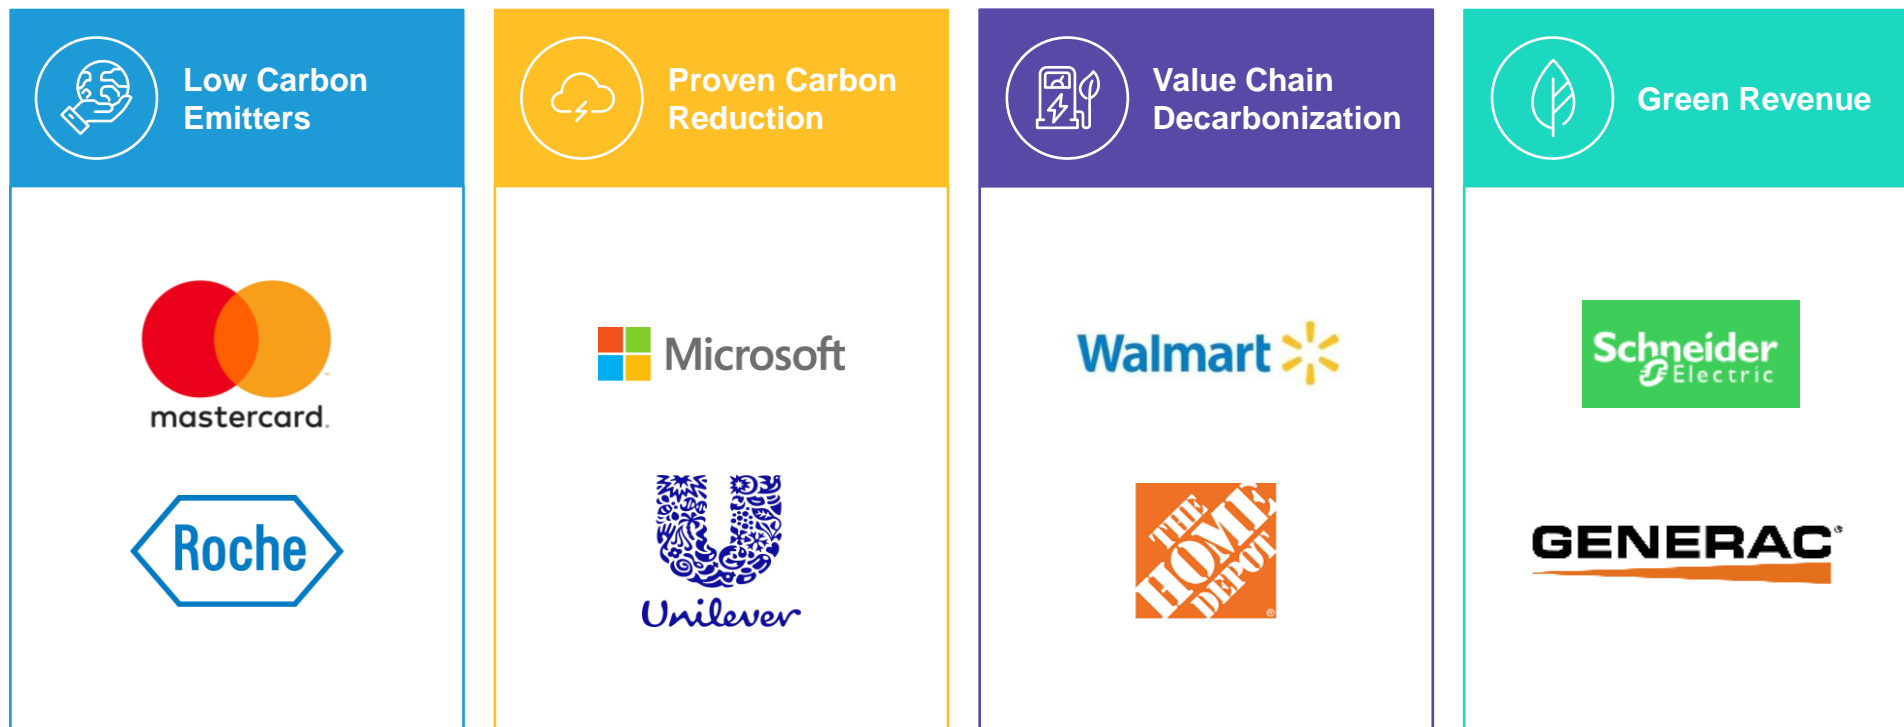 Low Carbon
Emitters
mastercard.
Roche
Proven Carbon
Reduction
Microsoft
Unilever
Value Chain
Decarbonization
Walmart
THE
HOME
DEPOT
®
Green Revenue
Schneider
Electric
GENERAC®